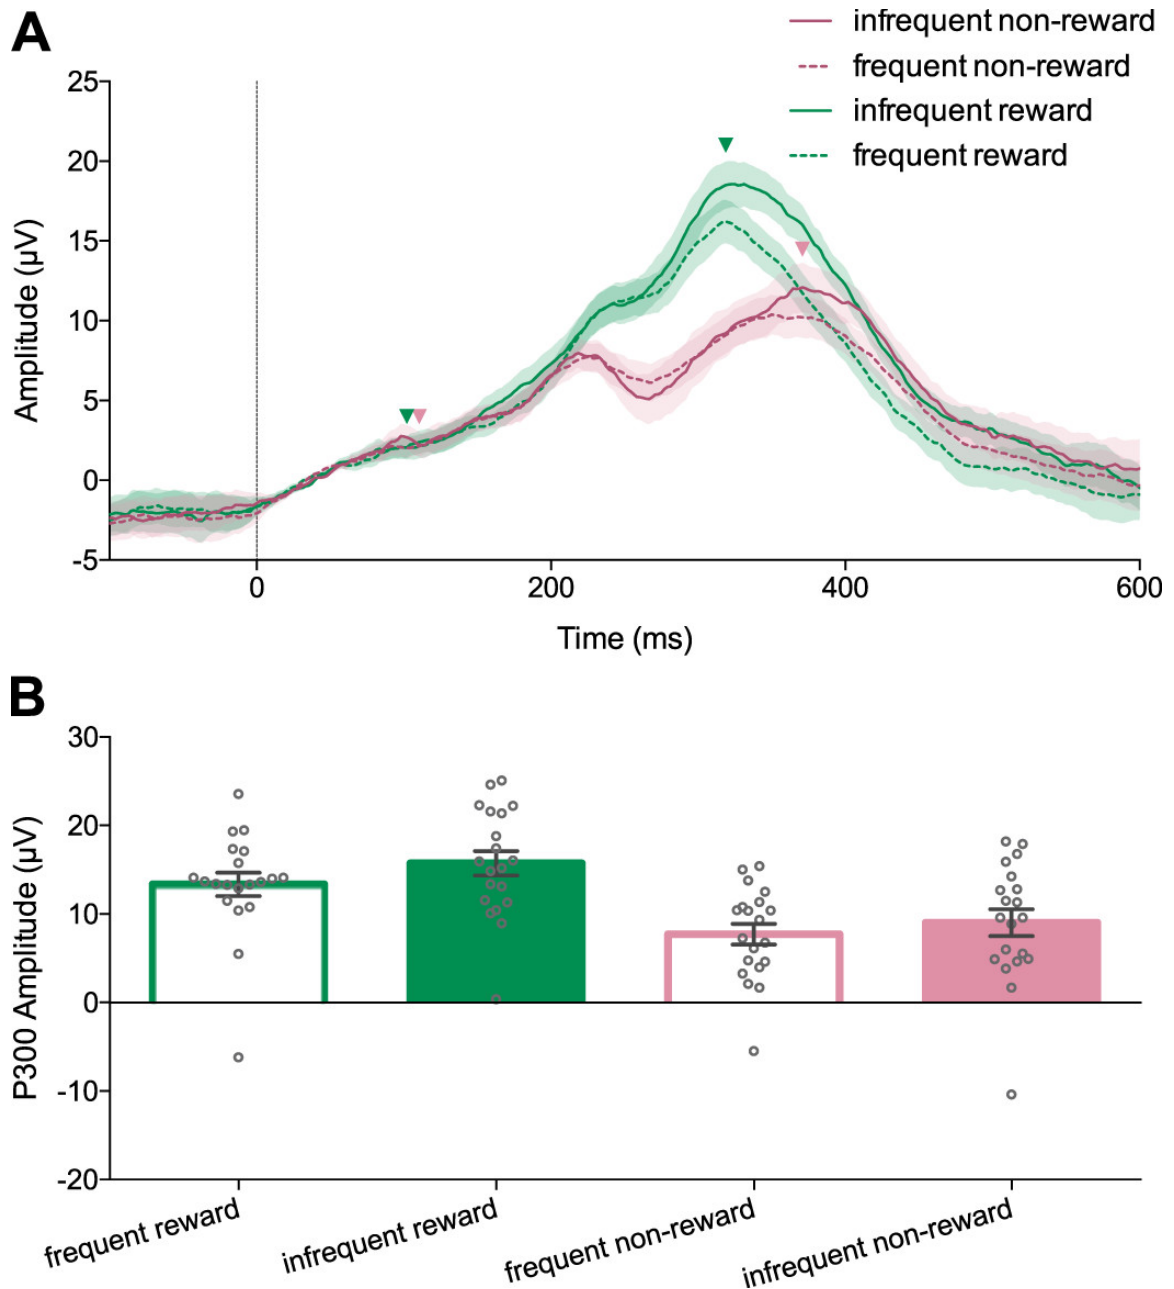 A
infrequent non-reward
frequent non-reward
infrequent reward
frequent reward
25
20
15
10
5
0
-5
Amplitude (µV)
0 200 400 600
Time (ms)
B
30
20
10
0
-10
-20
P300 Amplitude (µV)
frequent reward
infrequent reward
frequent non-reward
infrequent non-reward